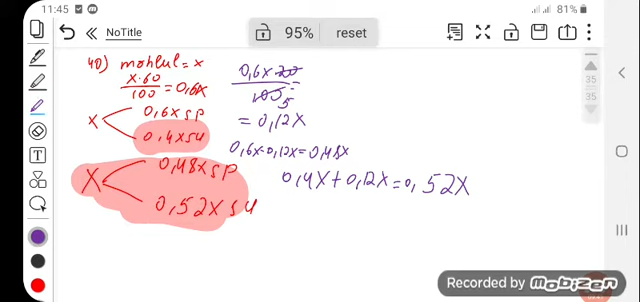 11:45
81%
NoTitle
95% reset
40) mahlul = x
x·60
100
=0,6x
x
0,6x sp
0,4x su
X
0,48x sp
0,52x su
0,6x·20
100 5
= 0,12x
0,6x-0,12x=0,48x
0,4x+0,12x=0,52x
35
35
T
Recorded by mobizen